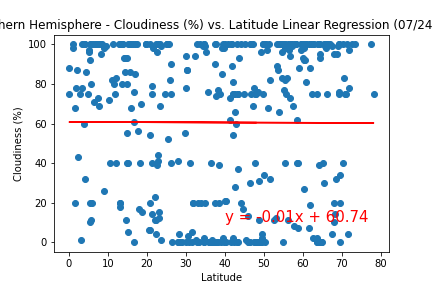 hern Hemisphere - Cloudiness (%) vs. Latitude Linear Regression (07/24
100
80
60
40
20
0
Cloudiness (%)
y = -0.01x + 60.74
0 10 20 30 40 50 60 70 80
Latitude